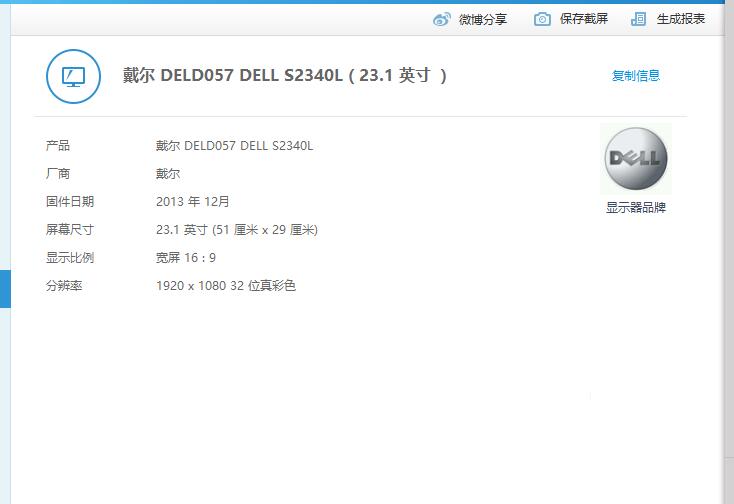 微博分享 保存截屏 生成报表
戴尔 DELD057 DELL S2340L ( 23.1 英寸 )
复制信息
产品 戴尔 DELD057 DELL S2340L
厂商 戴尔
固件日期 2013 年 12月
屏幕尺寸 23.1 英寸 (51 厘米 x 29 厘米)
显示比例 宽屏 16 : 9
分辨率 1920 x 1080 32 位真彩色
DELL
显示器品牌